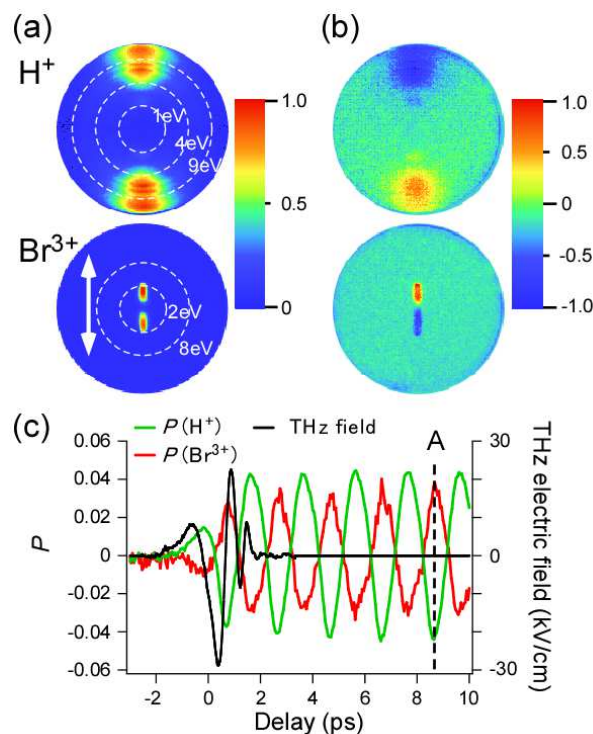 (a) (b)
H+
1.0
1eV
4eV
9eV
0.5
0
1.0
0.5
0
-0.5
-1.0
Br3+
2eV
8eV
(c)
P(H+) THz field
P(Br3+)
A
0.06
0.04
0.02
0
-0.02
-0.04
-0.06
P
30
0
-30
THz electric field (kV/cm)
-2 0 2 4 6 8 10
Delay (ps)